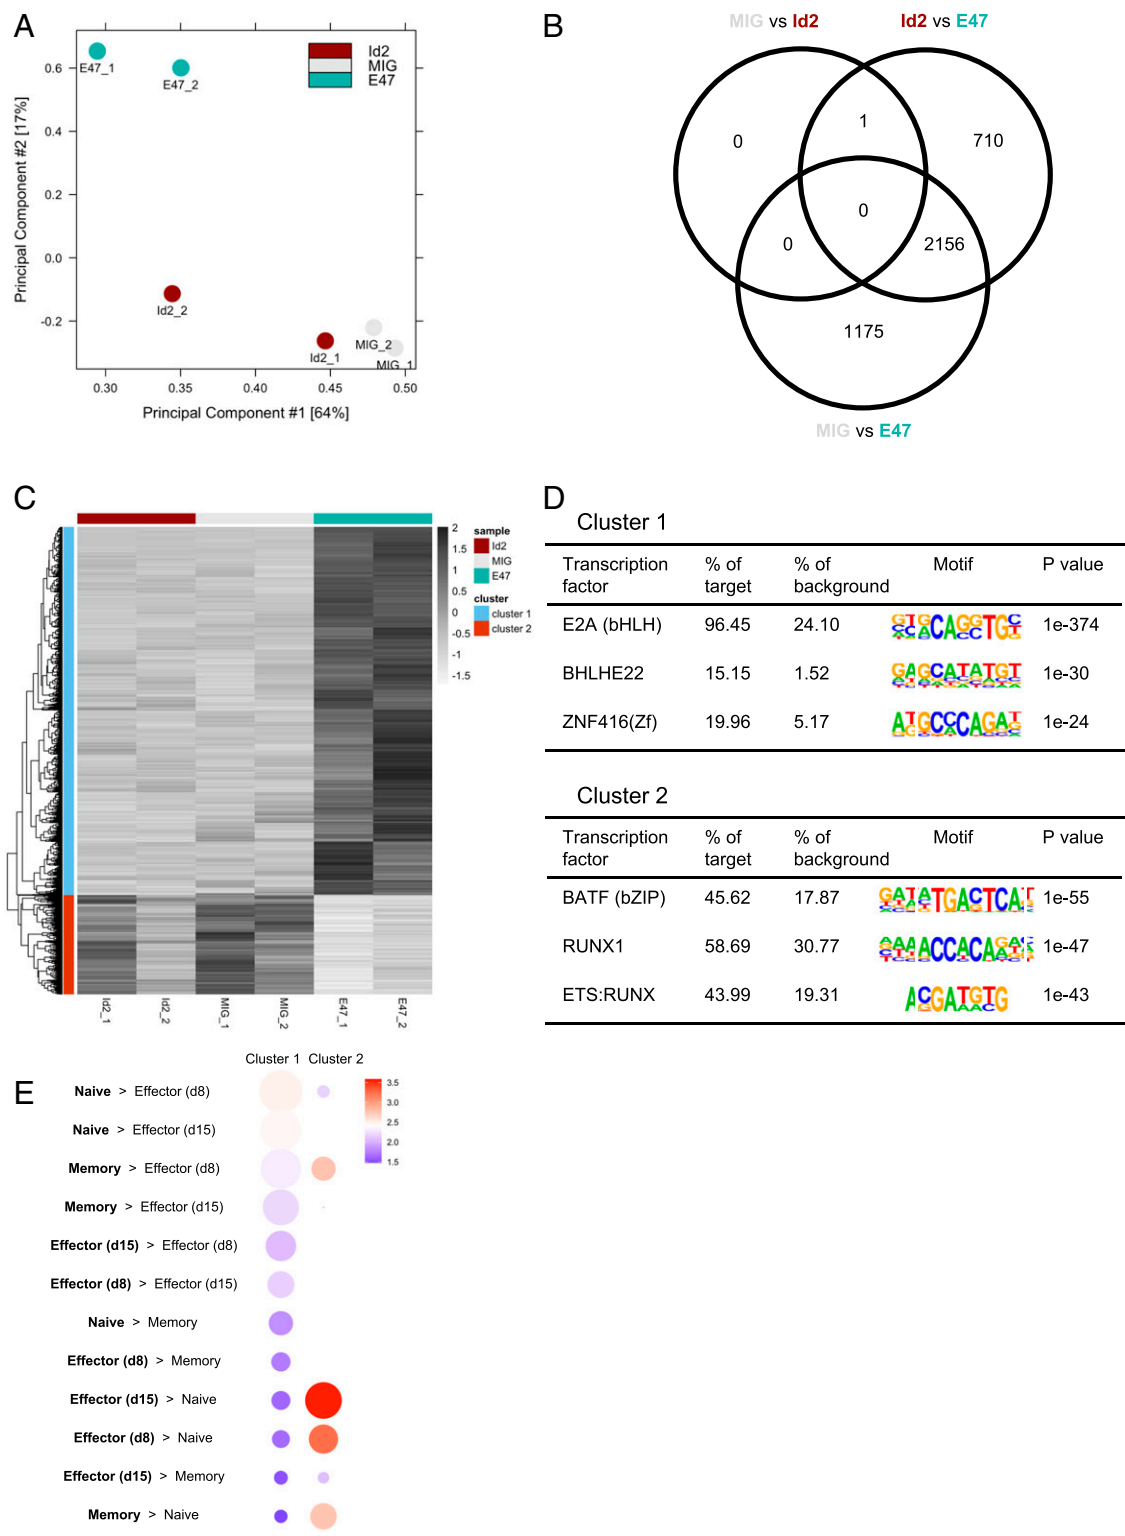 A
Id2
MIG
E47
E47_1
E47_2
Id2_2
Id2_1
MIG_2
MIG_1
0.6
0.4
0.2
0.0
-0.2
Principal Component #2 [17%]
0.30 0.35 0.40 0.45 0.50
Principal Component #1 [64%]
B
MIG vs Id2
Id2 vs E47
0
1
710
0
0
2156
1175
MIG vs E47
C
2
1.5
1
0.5
0
-0.5
-1
-1.5
sample
Id2
MIG
E47
cluster
cluster 1
cluster 2
Id2_1
Id2_2
MIG_1
MIG_2
E47_1
E47_2
D
Cluster 1
Transcription factor % of target % of background Motif P value
E2A (bHLH) 96.45 24.10 1e-374
BHLHE22 15.15 1.52 GAGCATATGT 1e-30
ZNF416(Zf) 19.96 5.17 1e-24
Cluster 2
Transcription factor % of target % of background Motif P value
BATF (bZIP) 45.62 17.87 1e-55
RUNX1 58.69 30.77 1e-47
ETS:RUNX 43.99 19.31 ACGATGTG 1e-43
E
Cluster 1 Cluster 2
Naive > Effector (d8)
Naive > Effector (d15)
Memory > Effector (d8)
Memory > Effector (d15)
Effector (d15) > Effector (d8)
Effector (d8) > Effector (d15)
Naive > Memory
Effector (d8) > Memory
Effector (d15) > Naive
Effector (d8) > Naive
Effector (d15) > Memory
Memory > Naive
3.5
3.0
2.5
2.0
1.5